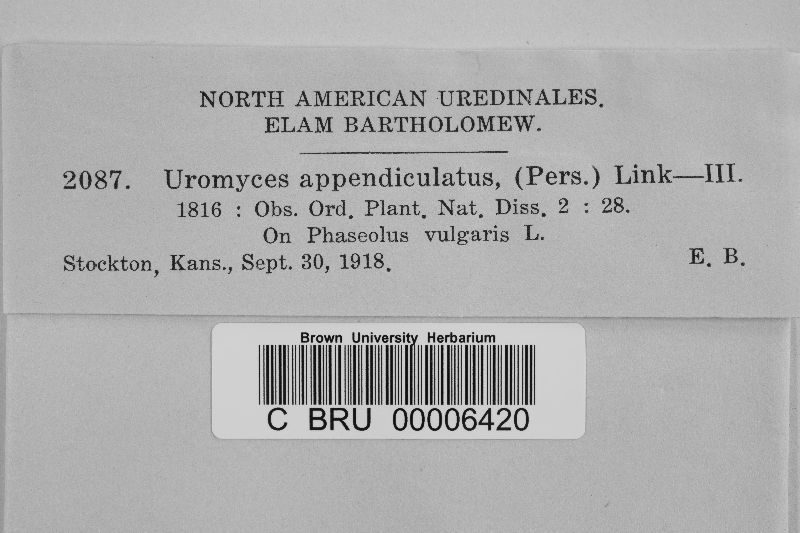 NORTH AMERICAN UREDINALES.
ELAM BARTHOLOMEW.
2087. Uromyces appendiculatus, (Pers.) Link—III.
1816 : Obs. Ord. Plant. Nat. Diss. 2 : 28.
On Phaseolus vulgaris L.
Stockton, Kans., Sept. 30, 1918. E. B.
Brown University Herbarium
C BRU 00006420